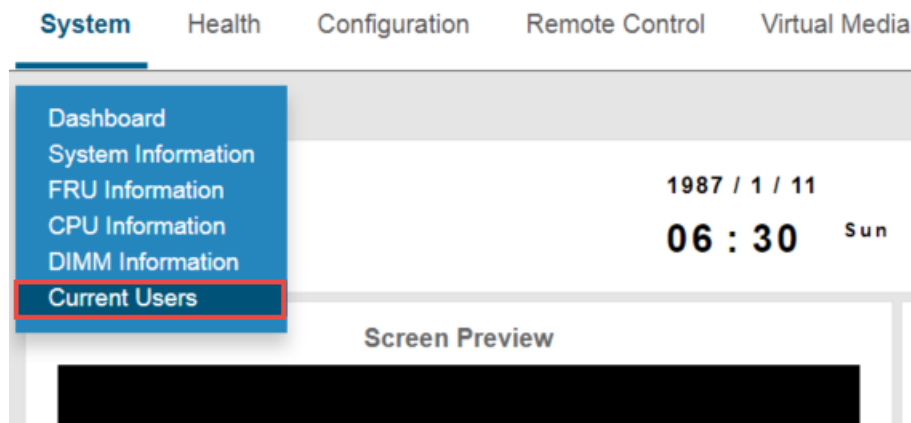 System Health Configuration Remote Control Virtual Media
Dashboard
System Information
FRU Information
CPU Information
DIMM Information
Current Users
1987 / 1 / 11
06 : 30 Sun
Screen Preview